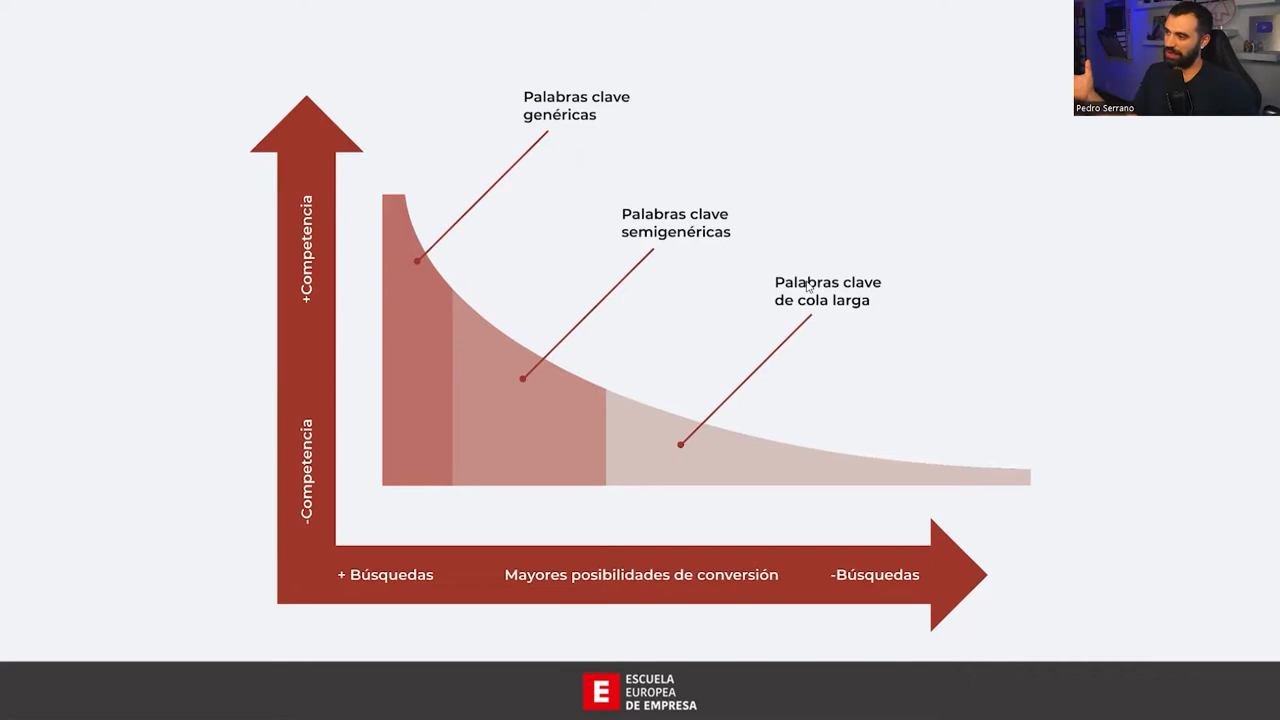 Pedro Serrano
Palabras clave
genéricas
Palabras clave
semigenéricas
Palabras clave
de cola larga
+Competencia
-Competencia
+ Búsquedas
Mayores posibilidades de conversión
-Búsquedas
E
ESCUELA
EUROPEA
DE EMPRESA